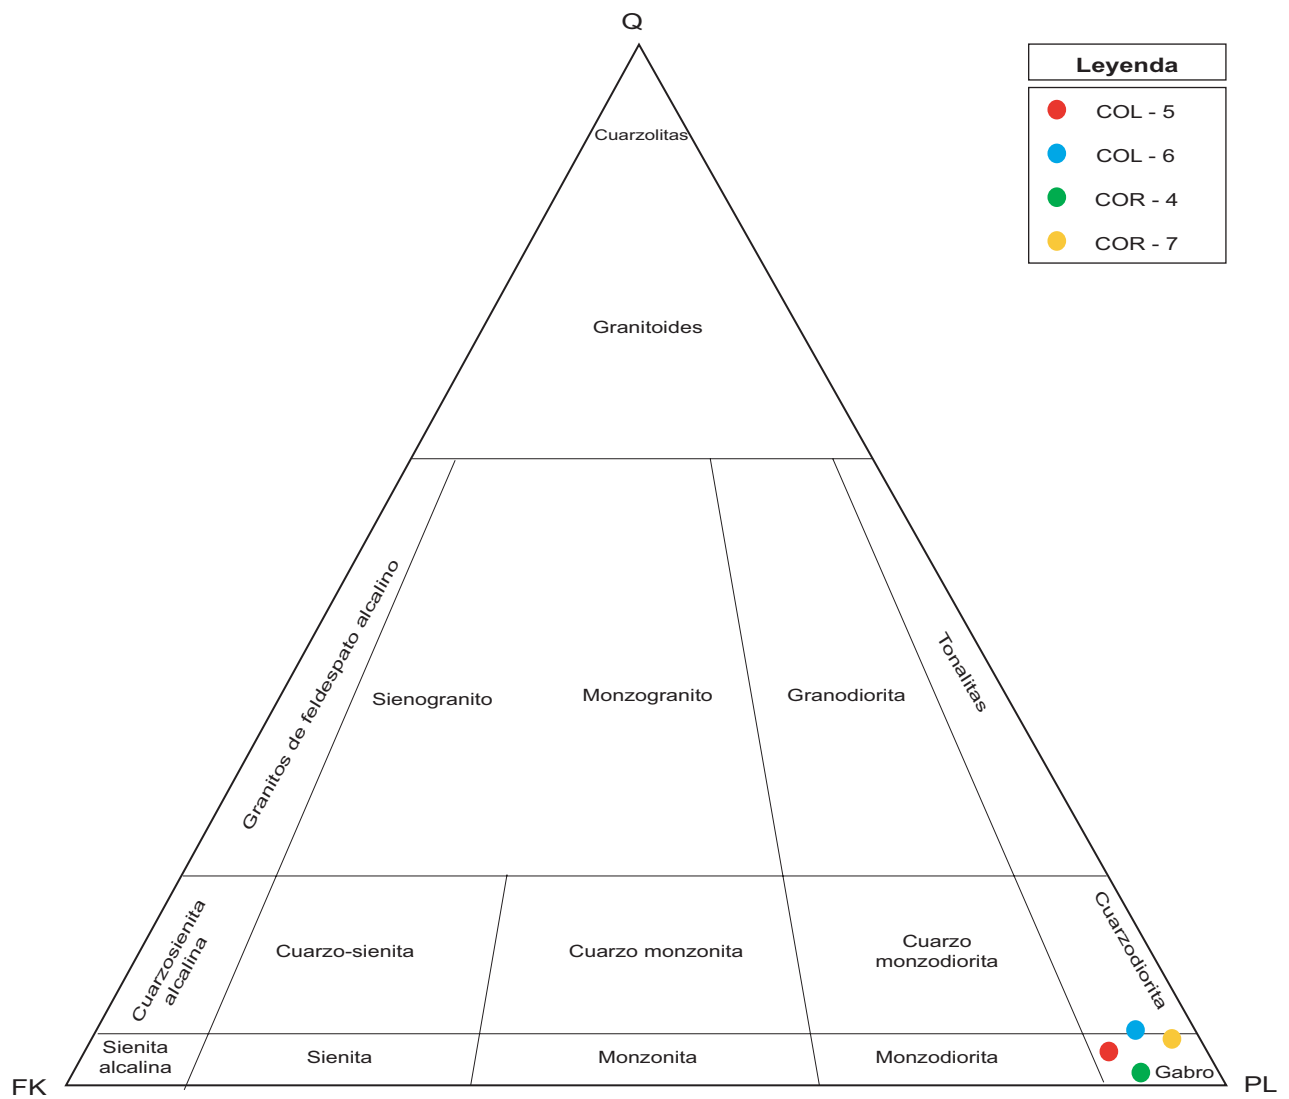 Q
Leyenda
COL - 5
COL - 6
COR - 4
COR - 7
Cuarzolitas
Granitoides
Granitos de feldespato alcalino
Sienogranito
Monzogranito
Granodiorita
Tonalitas
Cuarzosienita
alcalina
Cuarzo-sienita
Cuarzo monzonita
Cuarzo
monzodiorita
Cuarzodiorita
Sienita
alcalina
Sienita
Monzonita
Monzodiorita
Gabro
FK
PL